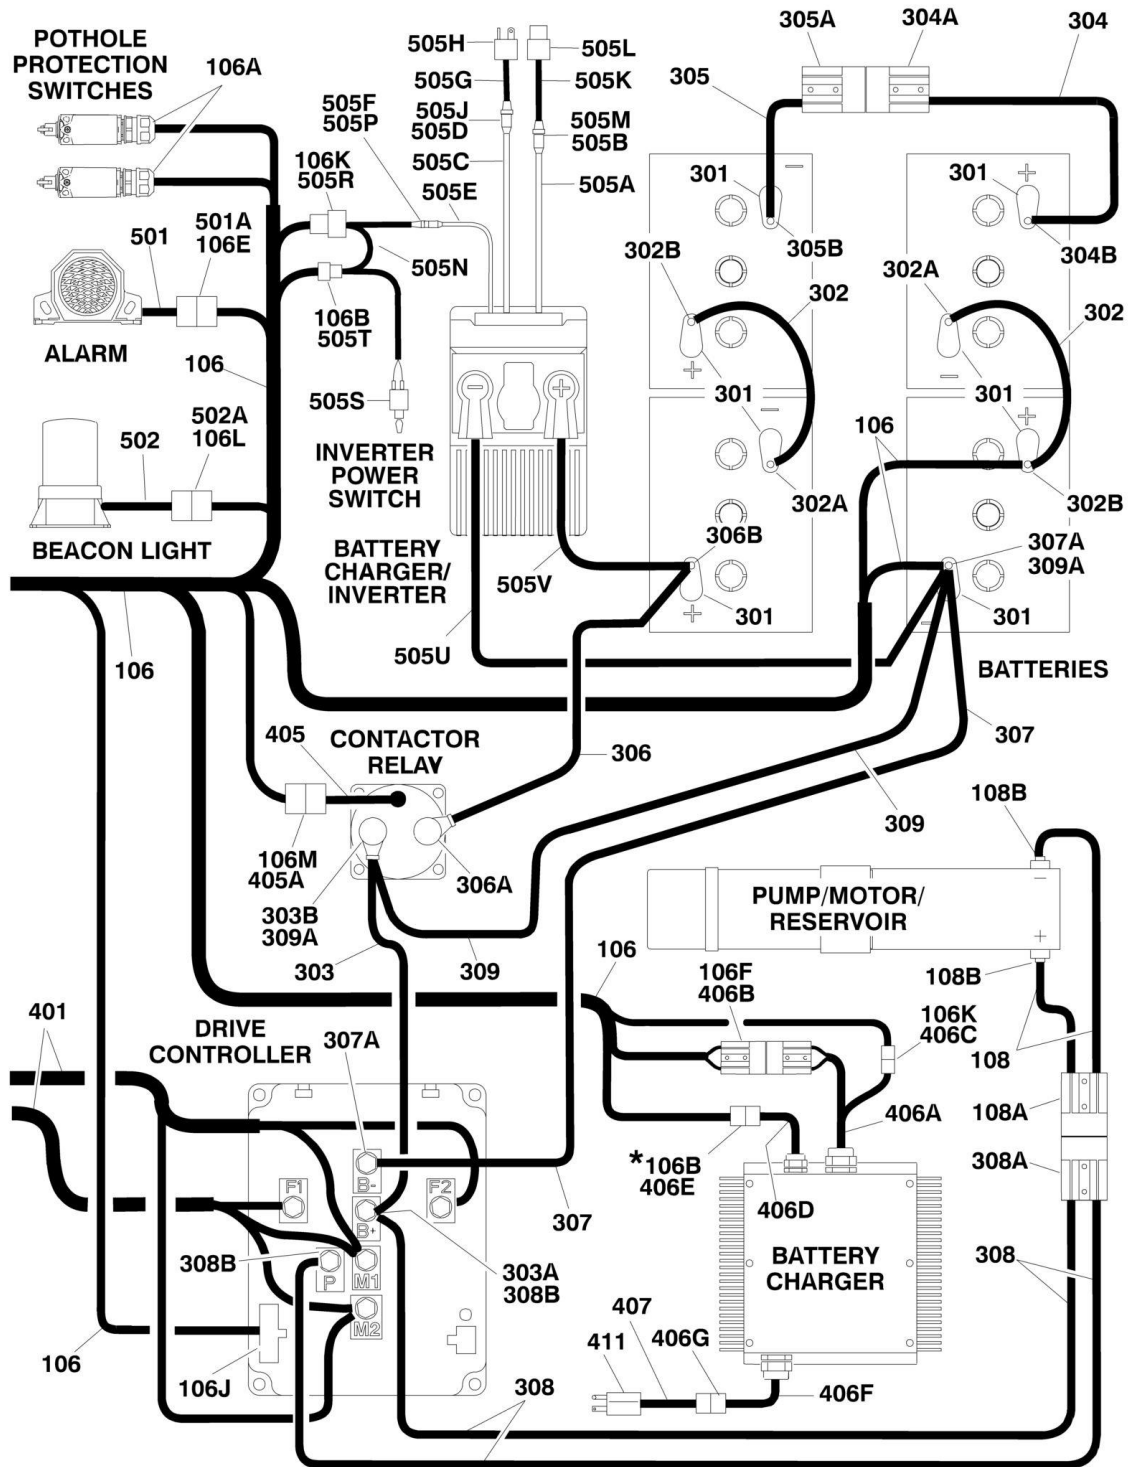 POTHOLE
PROTECTION
SWITCHES
106A
505H
505G
505J
505D
505C
505L
505K
505M
505B
505A
305A
304A
304
305
505F
505P
106K
505R
505E
505N
301
305B
301
304B
501
501A
106E
302B
302
302A
302
ALARM
106
106B
505T
505S
−
+
−
+
301
−
301
+
−
+
502
502A
106L
INVERTER
POWER
SWITCH
106
302A
302B
BEACON LIGHT
BATTERY
CHARGER/
INVERTER
505V
306B
307A
309A
301
+
301
−
106
505U
BATTERIES
405
CONTACTOR
RELAY
306
307
309
108B
106M
405A
306A
303B
309A
303
309
PUMP/MOTOR/
RESERVOIR
−
+
108B
106
106F
406B
106K
406C
108
401
DRIVE
CONTROLLER
307A
406A
108A
*106B
406E
406D
308A
B-
F1
F2
B+
307
308B
P
M1
303A
308B
M2
BATTERY
CHARGER
308
106
106J
407
406G
411
406F
308